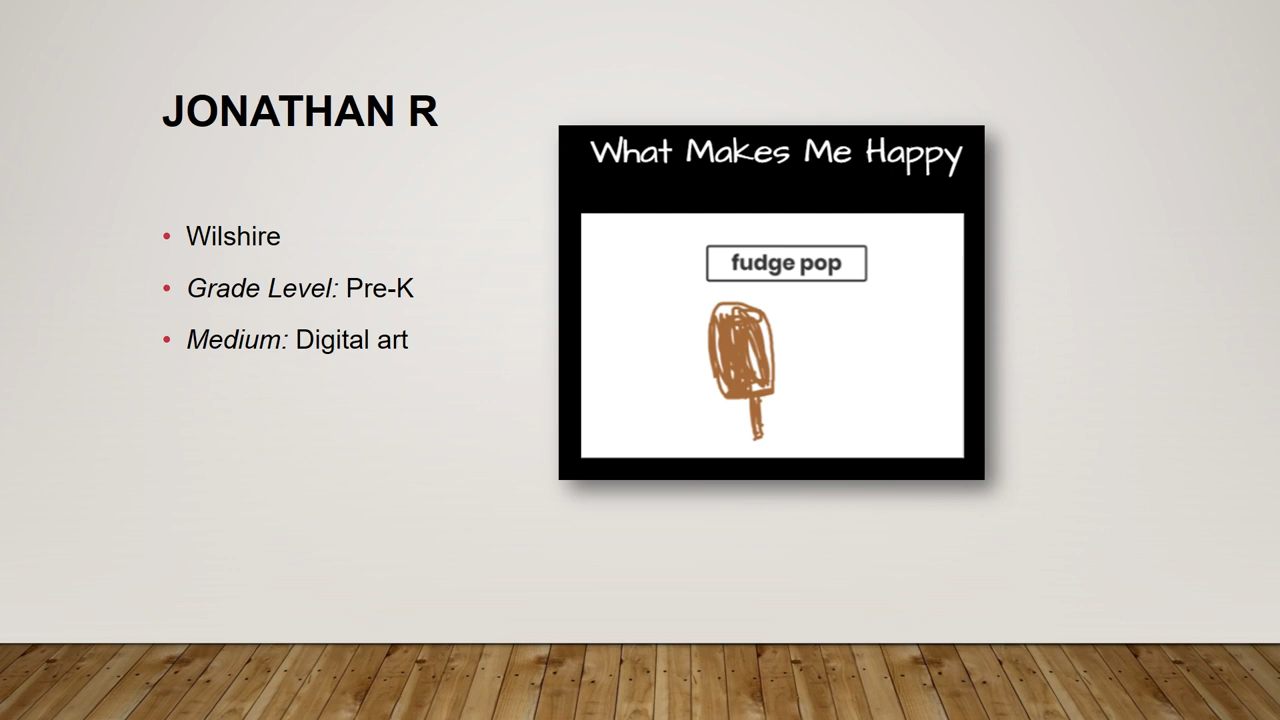 JONATHAN R
Wilshire
Grade Level: Pre-K
Medium: Digital art
What Makes Me Happy
fudge pop